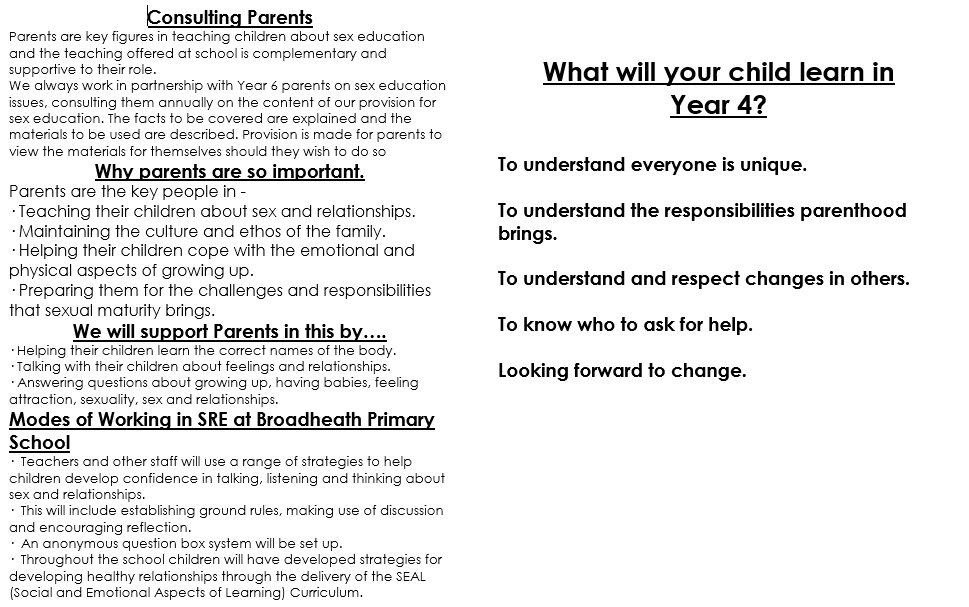 Consulting Parents
Parents are key figures in teaching children about sex education
and the teaching offered at school is complementary and
supportive to their role.
We always work in partnership with Year 6 parents on sex education
issues, consulting them annually on the content of our provision for
sex education. The facts to be covered are explained and the
materials to be used are described. Provision is made for parents to
view the materials for themselves should they wish to do so
Why parents are so important.
Parents are the key people in -
· Teaching their children about sex and relationships.
· Maintaining the culture and ethos of the family.
· Helping their children cope with the emotional and
physical aspects of growing up.
· Preparing them for the challenges and responsibilities
that sexual maturity brings.
We will support Parents in this by….
· Helping their children learn the correct names of the body.
· Talking with their children about feelings and relationships.
· Answering questions about growing up, having babies, feeling
attraction, sexuality, sex and relationships.
Modes of Working in SRE at Broadheath Primary
School
· Teachers and other staff will use a range of strategies to help
children develop confidence in talking, listening and thinking about
sex and relationships.
· This will include establishing ground rules, making use of discussion
and encouraging reflection.
· An anonymous question box system will be set up.
· Throughout the school children will have developed strategies for
developing healthy relationships through the delivery of the SEAL
(Social and Emotional Aspects of Learning) Curriculum.
What will your child learn in
Year 4?
To understand everyone is unique.
To understand the responsibilities parenthood
brings.
To understand and respect changes in others.
To know who to ask for help.
Looking forward to change.